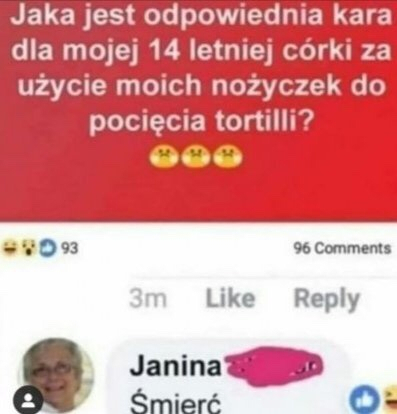 Jaka jest odpowiednia kara
dla mojej 14 letniej córki za
użycie moich nożyczek do
pocięcia tortilli?
93
96 Comments
3m Like Reply
Janina
Śmierć